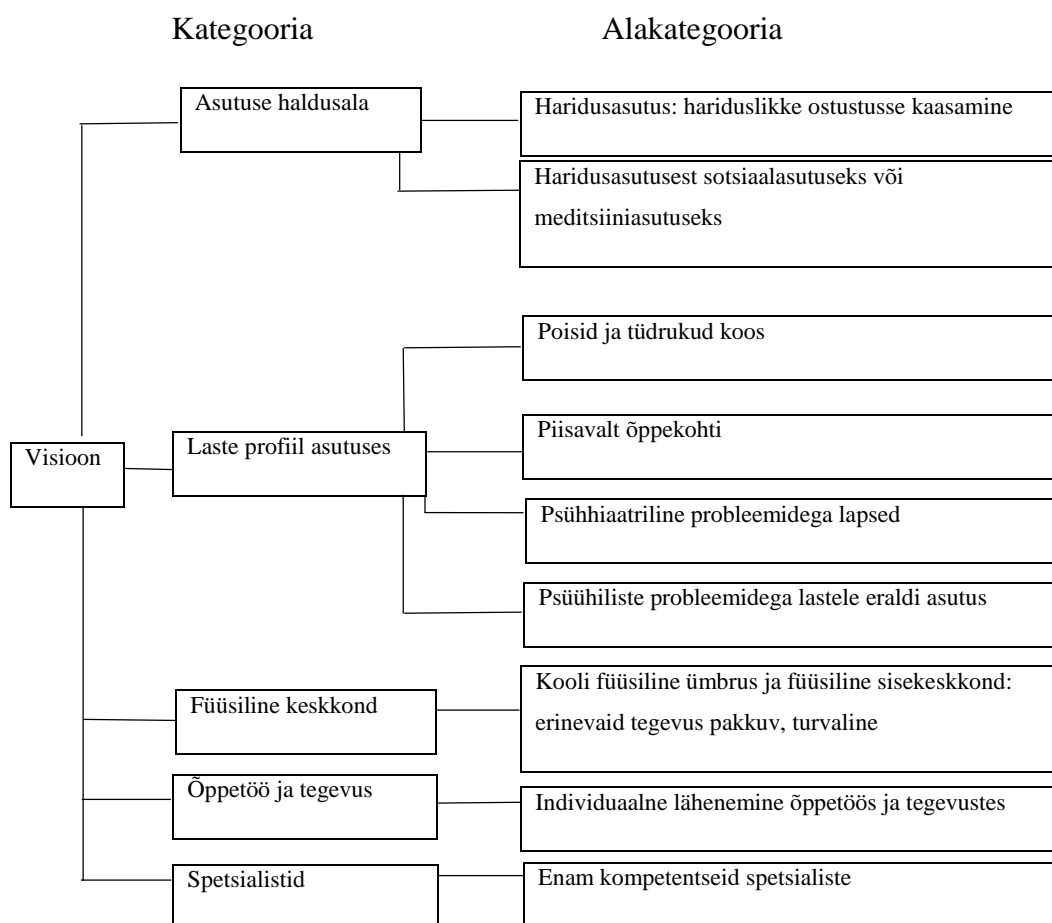 Kategooria
Alakategooria
Asutuse haldusala
Haridusasutus: hariduslikke ostustusse kaasamine
Haridusasutusest sotsiaalasutuseks või
meditsiiniasutuseks
Poisid ja tüdrukud koos
Visioon
Laste profiil asutuses
Piisavalt õppekohti
Psühhiaatriline probleemidega lapsed
Psüühiliste probleemidega lastele eraldi asutus
Füüsiline keskkond
Kooli füüsiline ümbrus ja füüsiline sisekeskkond:
erinevaid tegevus pakkuv, turvaline
Õppetöö ja tegevus
Individuaalne lähenemine õppetöös ja tegevustes
Spetsialistid
Enam kompetentseid spetsialiste